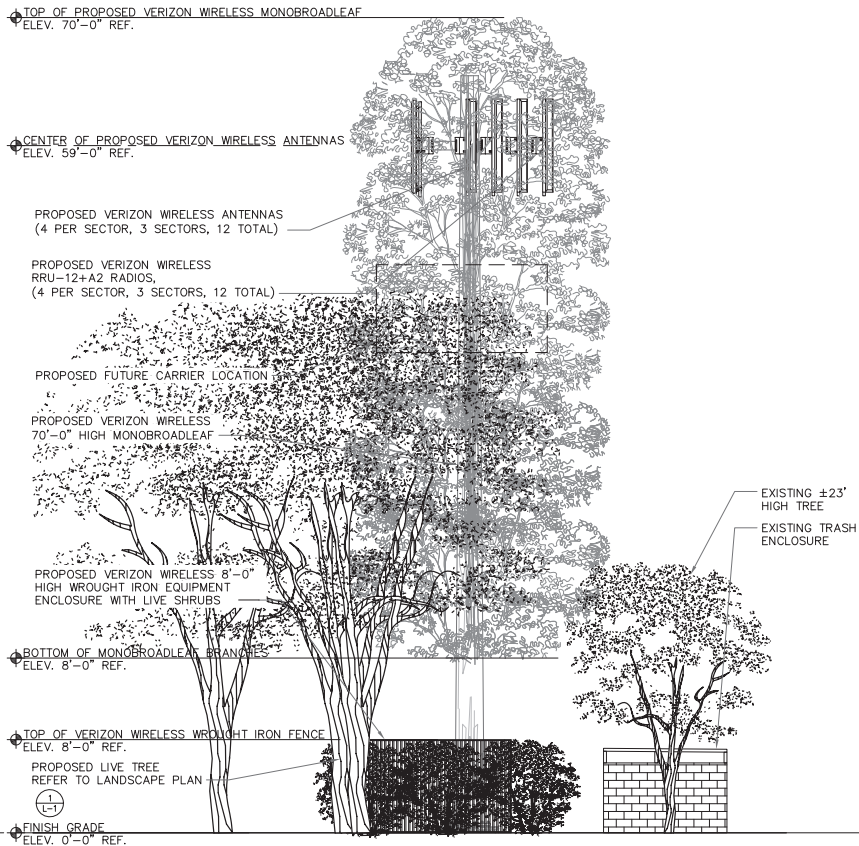 TOP OF PROPOSED VERIZON WIRELESS MONOBROADLEAF
ELEV. 70'-0" REF.
CENTER OF PROPOSED VERIZON WIRELESS ANTENNAS
ELEV. 59'-0" REF.
PROPOSED VERIZON WIRELESS ANTENNAS
(4 PER SECTOR, 3 SECTORS, 12 TOTAL)
PROPOSED VERIZON WIRELESS
RRU-12+A2 RADIOS,
(4 PER SECTOR, 3 SECTORS, 12 TOTAL)
PROPOSED FUTURE CARRIER LOCATION
PROPOSED VERIZON WIRELESS
70'-0" HIGH MONOBROADLEAF
EXISTING ±23'
HIGH TREE
EXISTING TRASH
ENCLOSURE
PROPOSED VERIZON WIRELESS 8'-0"
HIGH WROUGHT IRON EQUIPMENT
ENCLOSURE WITH LIVE SHRUBS
BOTTOM OF MONOBROADLEAF BRANCHES
ELEV. 8'-0" REF.
TOP OF VERIZON WIRELESS WROUGHT IRON FENCE
ELEV. 8'-0" REF.
PROPOSED LIVE TREE
REFER TO LANDSCAPE PLAN
1
L-1
FINISH GRADE
ELEV. 0'-0" REF.